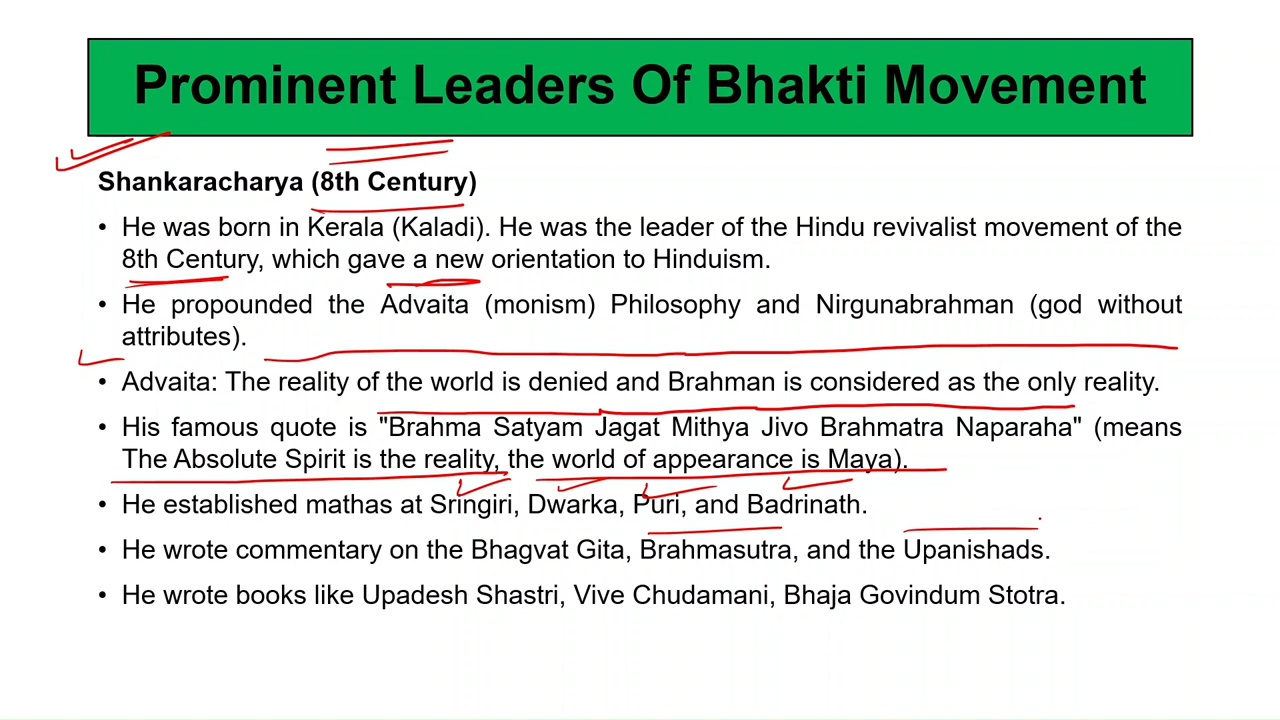 Prominent Leaders Of Bhakti Movement
Shankaracharya (8th Century)
• He was born in Kerala (Kaladi). He was the leader of the Hindu revivalist movement of the
8th Century, which gave a new orientation to Hinduism.
• He propounded the Advaita (monism) Philosophy and Nirgunabrahman (god without
attributes).
• Advaita: The reality of the world is denied and Brahman is considered as the only reality.
• His famous quote is "Brahma Satyam Jagat Mithya Jivo Brahmatra Naparaha" (means
The Absolute Spirit is the reality, the world of appearance is Maya).
• He established mathas at Sringiri, Dwarka, Puri, and Badrinath.
• He wrote commentary on the Bhagvat Gita, Brahmasutra, and the Upanishads.
• He wrote books like Upadesh Shastri, Vive Chudamani, Bhaja Govindum Stotra.